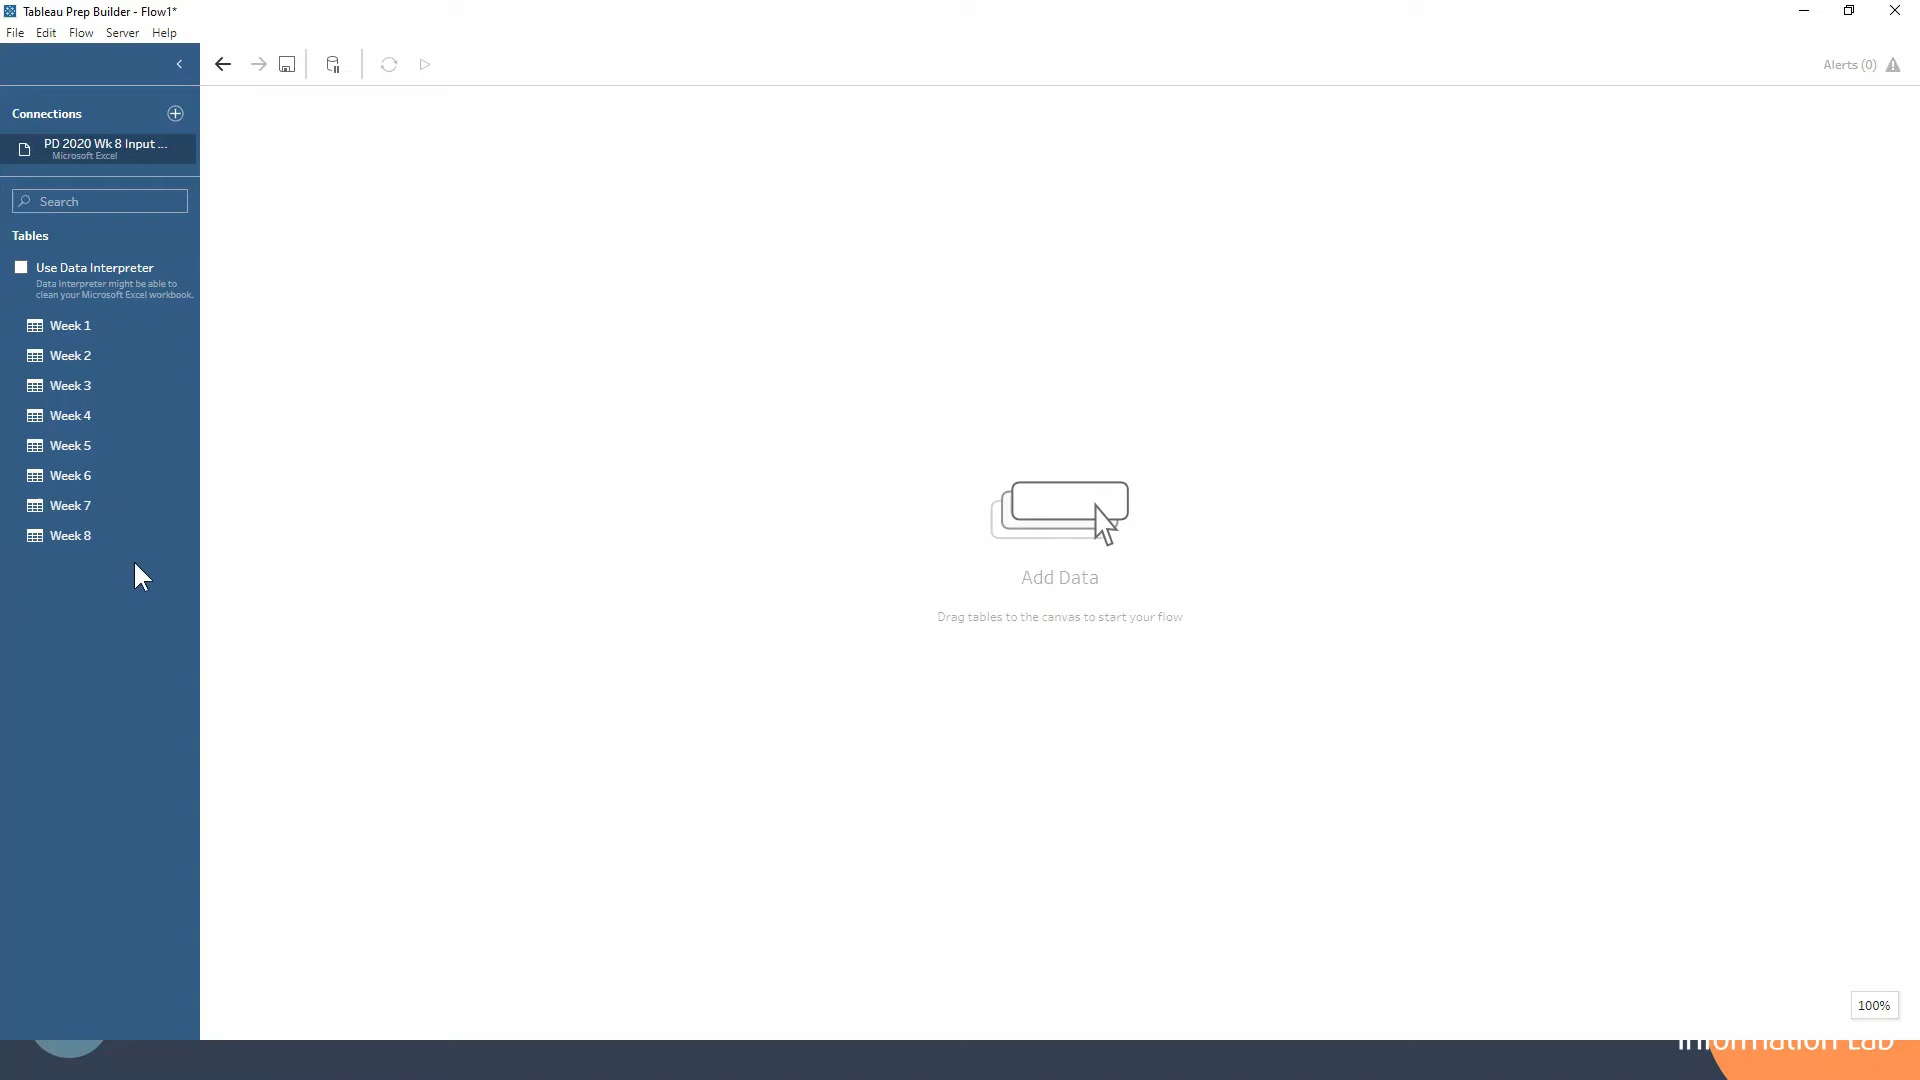 Tableau Prep Builder - Flow1*
File Edit Flow Server Help
Alerts (0)
Connections
PD 2020 Wk 8 Input ...
Microsoft Excel
Search
Tables
Use Data Interpreter
Data Interpreter might be able to
clean your Microsoft Excel workbook.
Week 1
Week 2
Week 3
Week 4
Week 5
Week 6
Week 7
Week 8
Add Data
Drag tables to the canvas to start your flow
100%
Information Lab